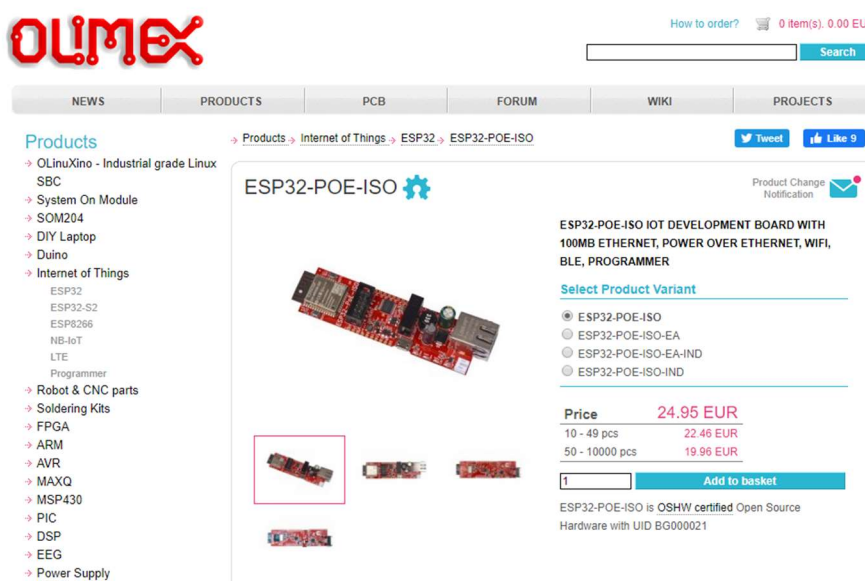 OLIMEX
How to order? 0 item(s). 0.00 EU
Search
NEWS PRODUCTS PCB FORUM WIKI PROJECTS
Products
OLinuXino - Industrial grade Linux
SBC
System On Module
SOM204
DIY Laptop
Duino
Internet of Things
ESP32
ESP32-S2
ESP8266
NB-IoT
LTE
Programmer
Robot & CNC parts
Soldering Kits
FPGA
ARM
AVR
MAXQ
MSP430
PIC
DSP
EEG
Power Supply
Products Internet of Things ESP32 ESP32-POE-ISO
Tweet Like 9
ESP32-POE-ISO
Product Change
Notification
ESP32-POE-ISO IOT DEVELOPMENT BOARD WITH
100MB ETHERNET, POWER OVER ETHERNET, WIFI,
BLE, PROGRAMMER
Select Product Variant
ESP32-POE-ISO
ESP32-POE-ISO-EA
ESP32-POE-ISO-EA-IND
ESP32-POE-ISO-IND
Price 24.95 EUR
10 - 49 pcs 22.46 EUR
50 - 10000 pcs 19.96 EUR
1 Add to basket
ESP32-POE-ISO is OSHW certified Open Source
Hardware with UID BG000021